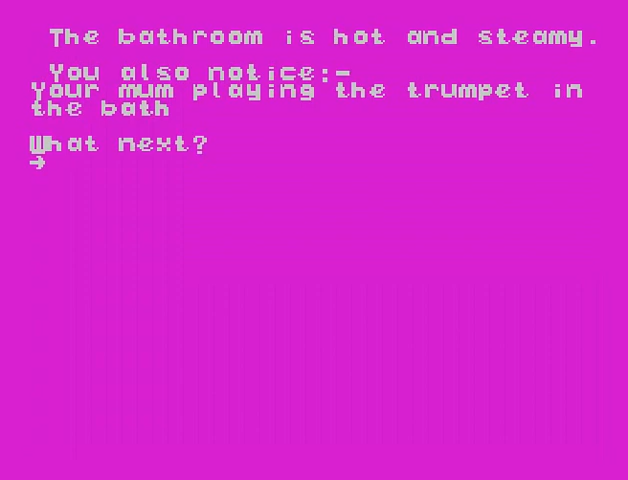 The bathroom is hot and steamy.
You also notice:-
Your mum playing the trumpet in
the bath
What next?
→